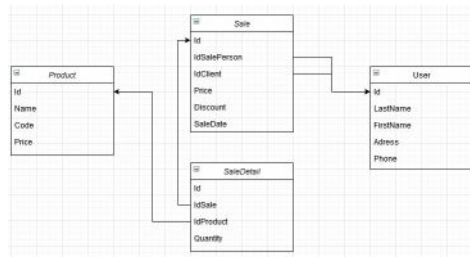 Sale
Id
IdSalePerson
IdClient
Price
Discount
SaleDate
Product
Id
Name
Code
Price
User
Id
LastName
FirstName
Adress
Phone
SaleDetail
Id
IdSale
IdProduct
Quantity